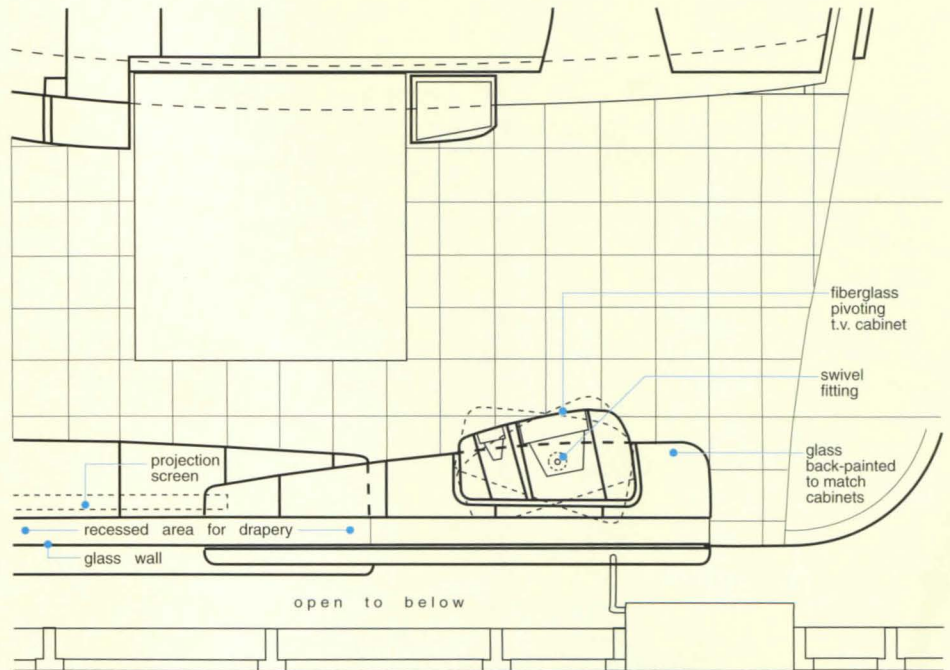 fiberglass
pivoting
t.v. cabinet
swivel
fitting
glass
back-painted
to match
cabinets
projection
screen
recessed area for drapery
glass wall
open to below